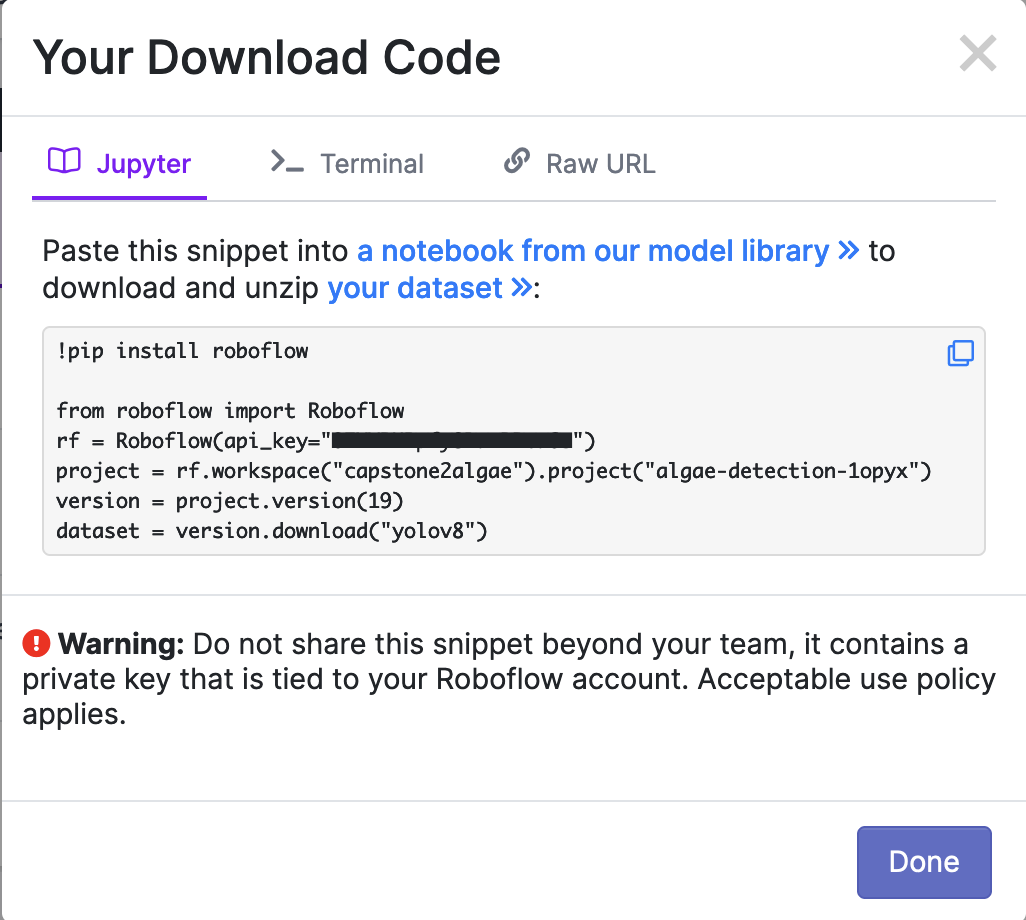 Your Download Code
Jupyter
Terminal
Raw URL
Paste this snippet into a notebook from our model library » to
download and unzip your dataset »:
!pip install roboflow
from roboflow import Roboflow
rf = Roboflow(api_key="")
project = rf.workspace("capstone2algae").project("algae-detection-1opyx")
version = project.version(19)
dataset = version.download("yolov8")
Warning: Do not share this snippet beyond your team, it contains a
private key that is tied to your Roboflow account. Acceptable use policy
applies.
Done